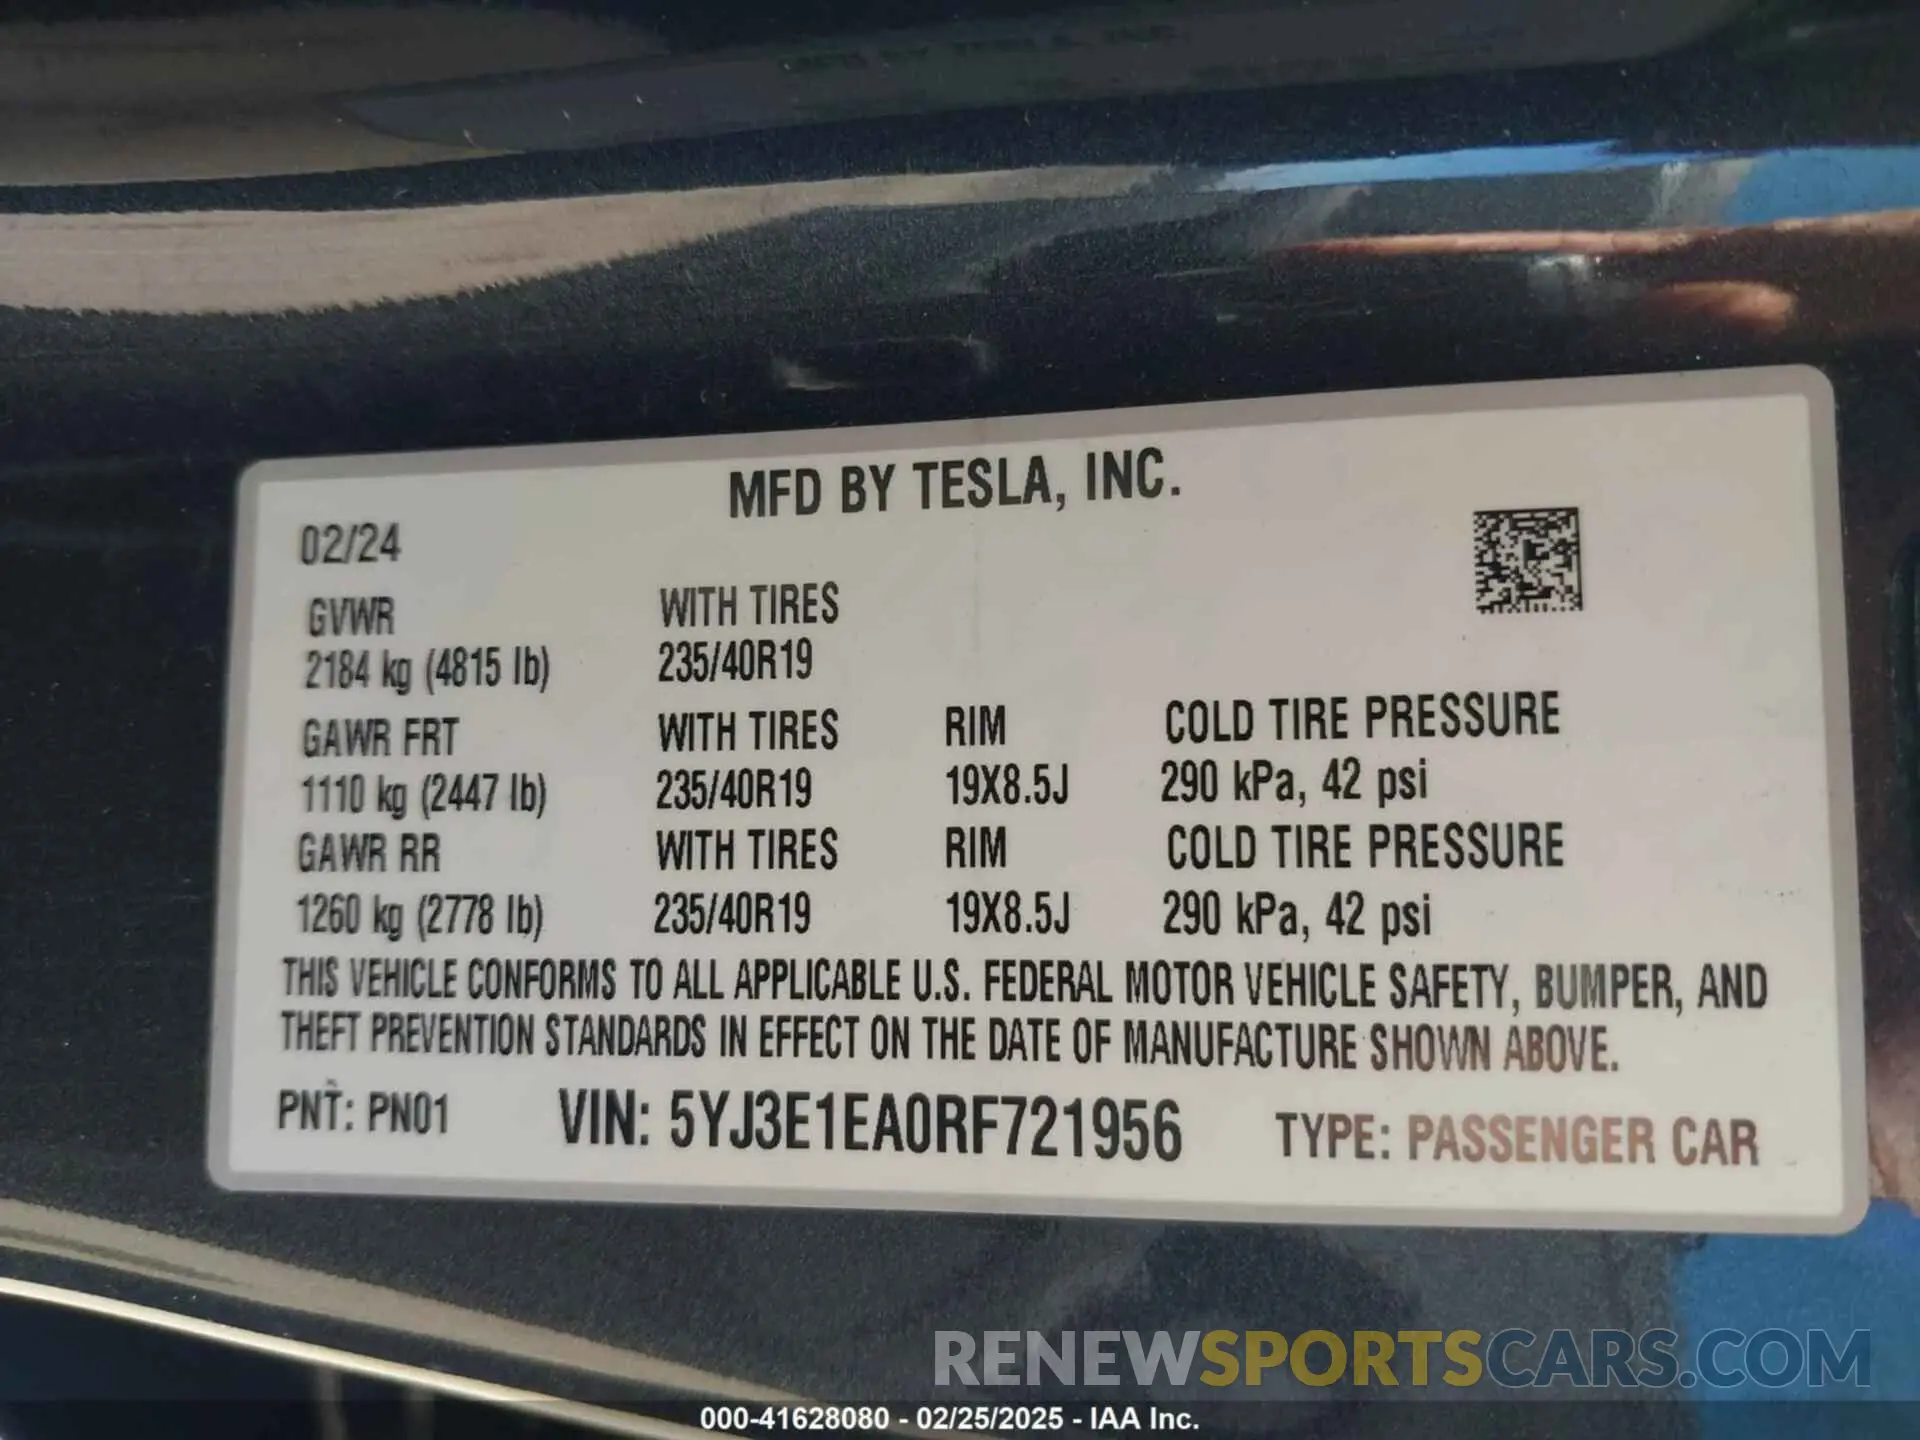 MFD BY TESLA, INC.
02/24
GVWR WITH TIRES
2184 kg (4815 lb) 235/40R19
GAWR FRT WITH TIRES RIM COLD TIRE PRESSURE
1110 kg (2447 lb) 235/40R19 19X8.5J 290 kPa, 42 psi
GAWR RR WITH TIRES RIM COLD TIRE PRESSURE
1260 kg (2778 lb) 235/40R19 19X8.5J 290 kPa, 42 psi
THIS VEHICLE CONFORMS TO ALL APPLICABLE U.S. FEDERAL MOTOR VEHICLE SAFETY, BUMPER, AND
THEFT PREVENTION STANDARDS IN EFFECT ON THE DATE OF MANUFACTURE SHOWN ABOVE.
PNT: PN01 VIN: 5YJ3E1EA0RF721956 TYPE: PASSENGER CAR
RENEWSPORTSCARS.COM
000-41628080 - 02/25/2025 - IAA Inc.